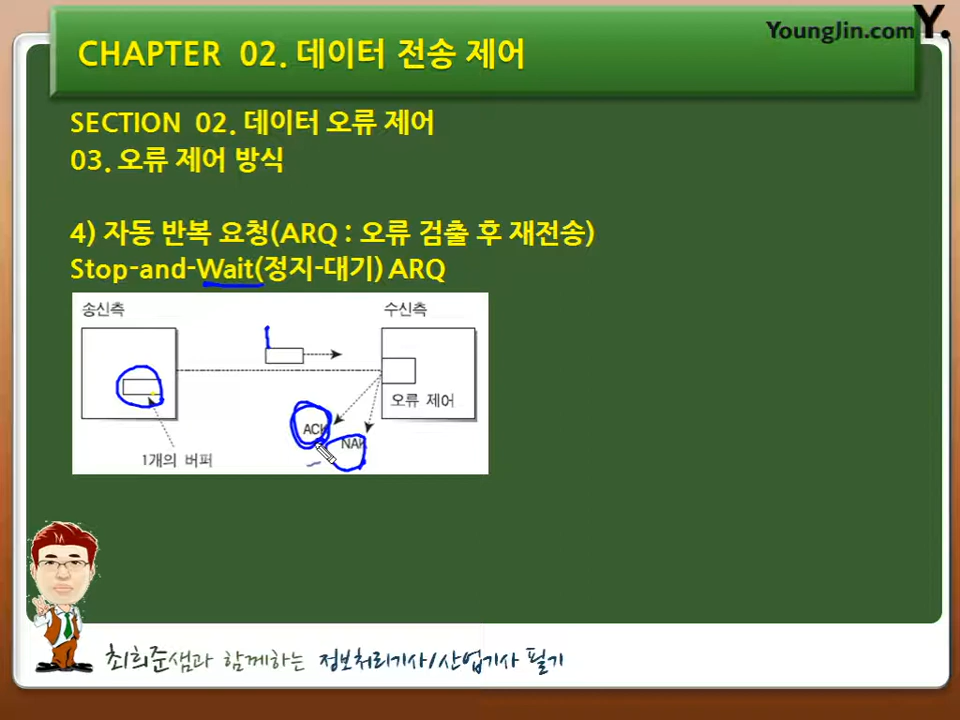 YoungJin.com Y.
CHAPTER 02. 데이터 전송 제어
SECTION 02. 데이터 오류 제어
03. 오류 제어 방식
4) 자동 반복 요청(ARQ : 오류 검출 후 재전송)
Stop-and-Wait(정지-대기) ARQ
송신측
수신측
오류 제어
ACK
NAK
1개의 버퍼
최희준샘과 함께하는 정보처리기사/산업기사 필기